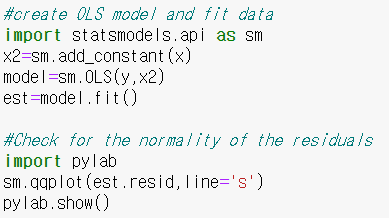 #create OLS model and fit data
import statsmodels.api as sm
x2=sm.add_constant(x)
model=sm.OLS(y,x2)
est=model.fit()
#Check for the normality of the residuals
import pylab
sm.qqplot(est.resid,line='s')
pylab.show()